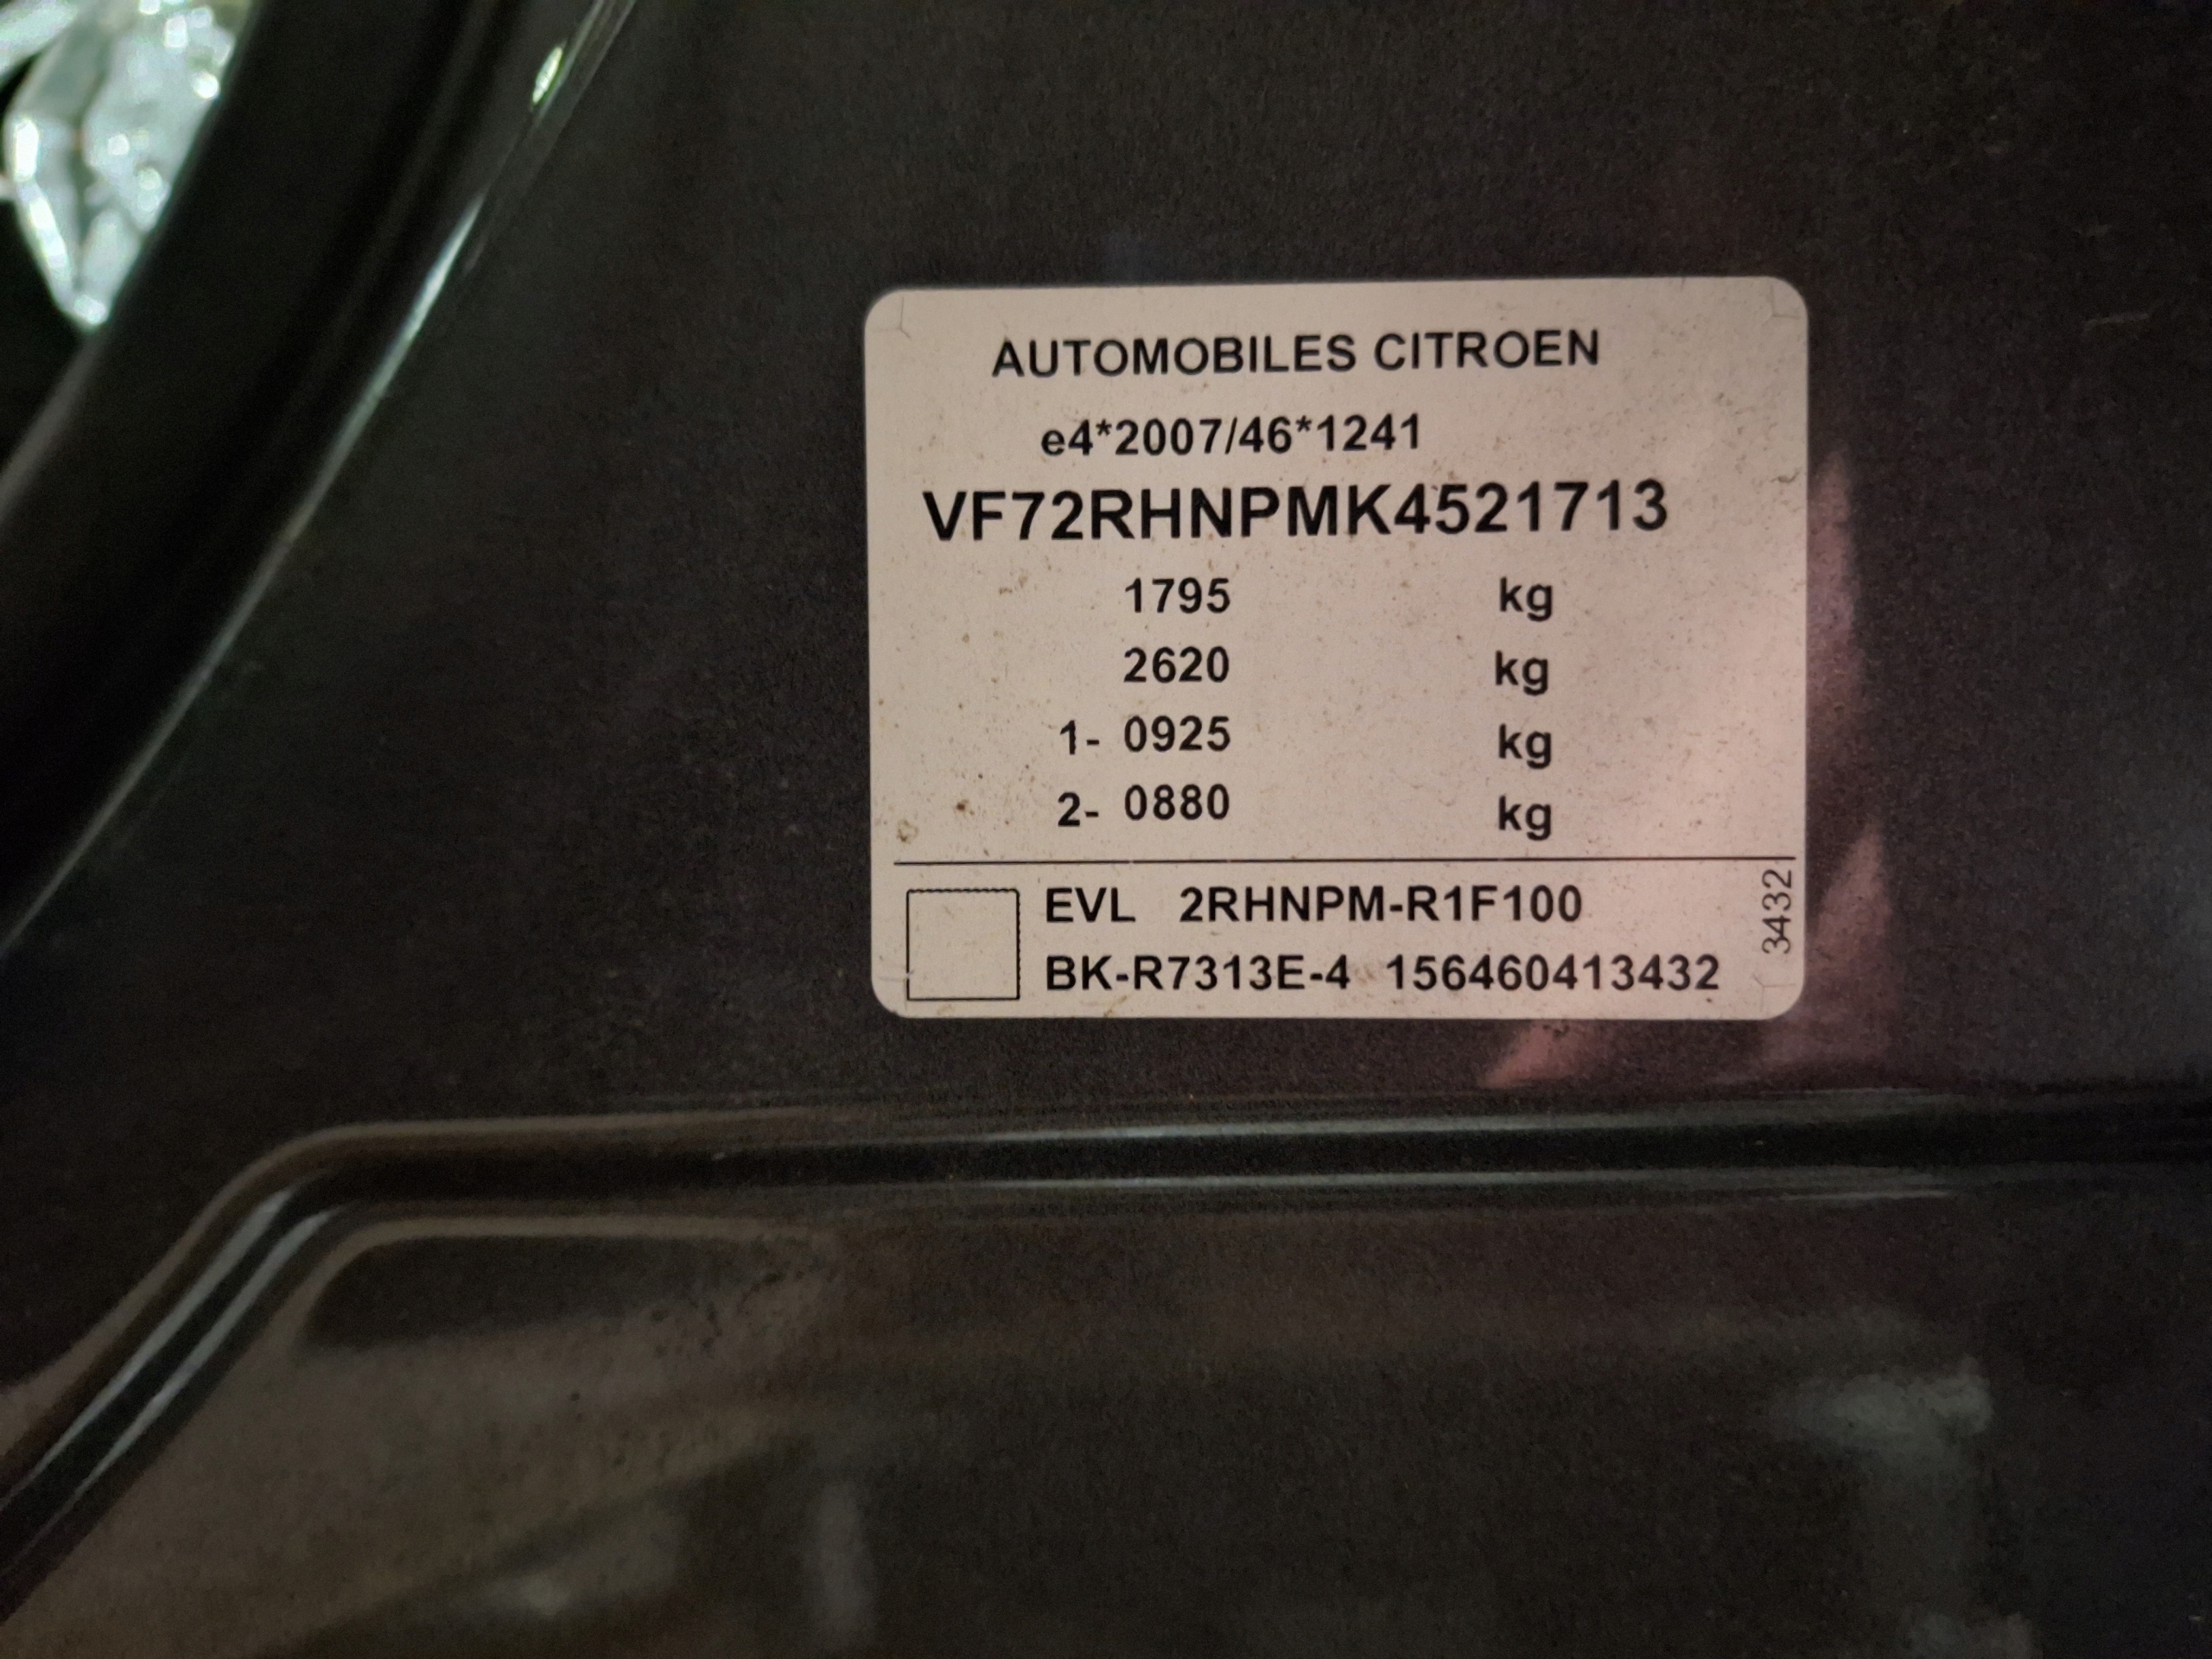 AUTOMOBILES CITROEN
e4*2007/46*1241
VF72RHNPMK4521713
1795 kg
2620 kg
1- 0925 kg
2- 0880 kg
EVL 2RHNPM-R1F100
BK-R7313E-4 156460413432
3432